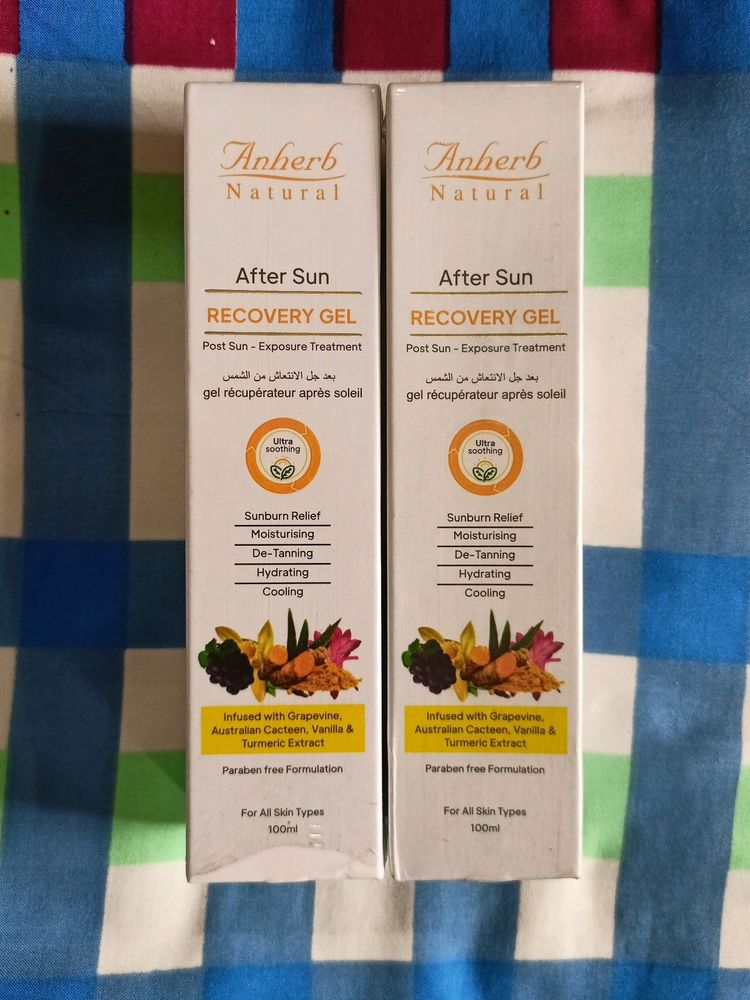 Anherb
Natural
After Sun
RECOVERY GEL
Post Sun - Exposure Treatment
بعد جل الانتعاش من الشمس
gel récupérateur après soleil
Ultra
soothing
Sunburn Relief
Moisturising
De-Tanning
Hydrating
Cooling
Infused with Grapevine,
Australian Cacteen, Vanilla &
Turmeric Extract
Paraben free Formulation
For All Skin Types
100ml
Anherb
Natural
After Sun
RECOVERY GEL
Post Sun - Exposure Treatment
بعد جل الانتعاش من الشمس
gel récupérateur après soleil
Ultra
soothing
Sunburn Relief
Moisturising
De-Tanning
Hydrating
Cooling
Infused with Grapevine,
Australian Cacteen, Vanilla &
Turmeric Extract
Paraben free Formulation
For All Skin Types
100ml